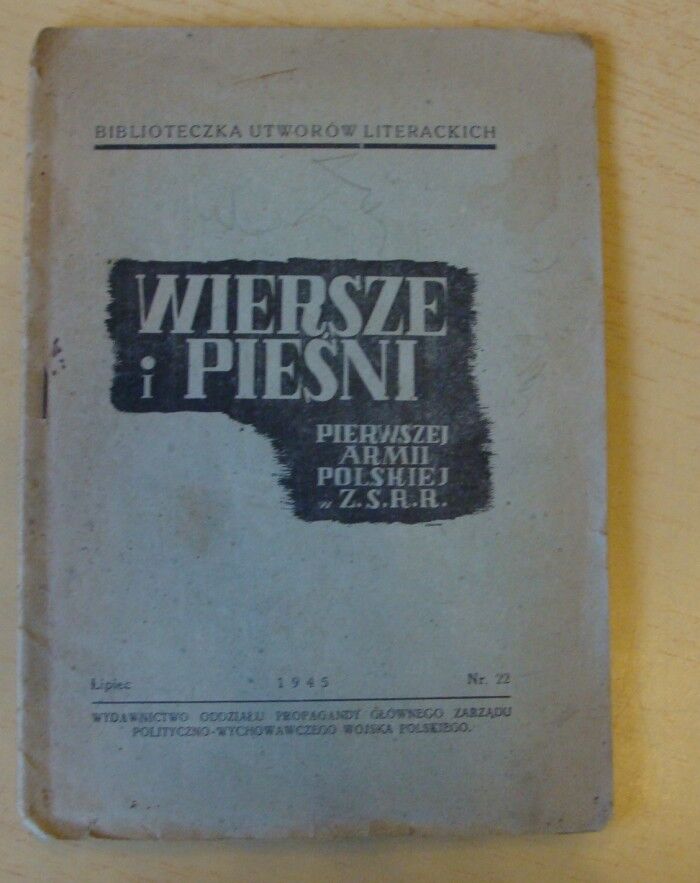 BIBLIOTECZKA UTWORÓW LITERACKICH
WIERSZE
i PIEŚNI
PIERWSZEJ
ARMII
POLSKIEJ
w Z.S.R.R.
Lipiec 1945 Nr. 22
WYDAWNICTWO ODDZIAŁU PROPAGANDY GŁÓWNEGO ZARZĄDU
POLITYCZNO-WYCHOWAWCZEGO WOJSKA POLSKIEGO.